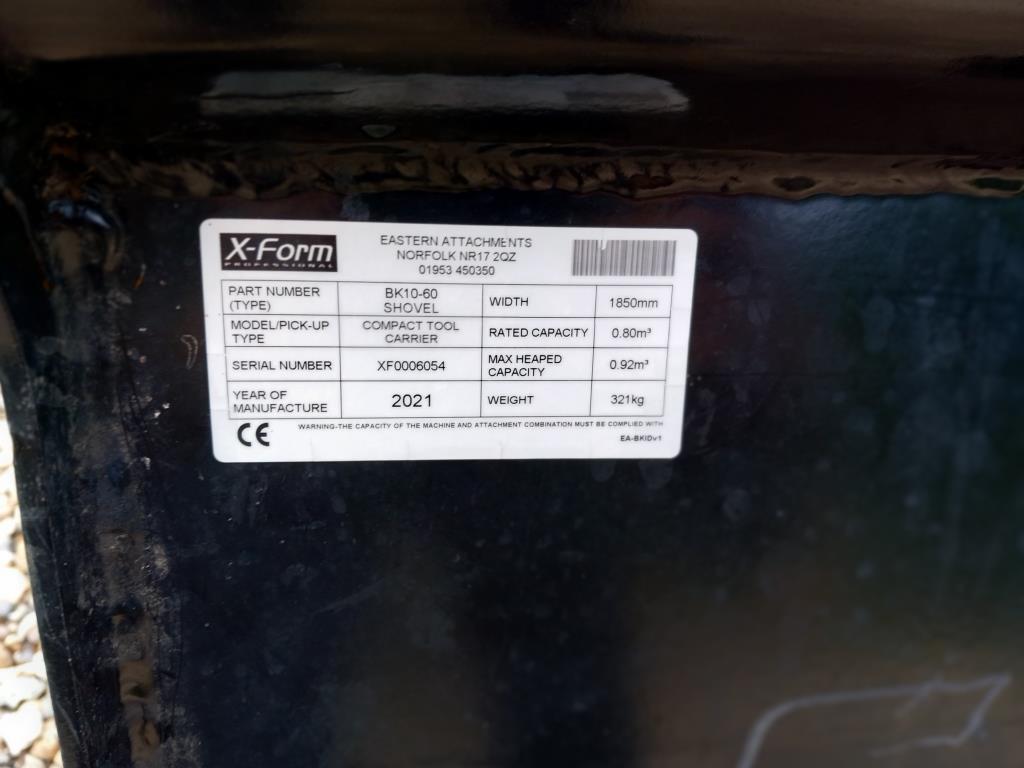 X-FORM
PROFESSIONAL
EASTERN ATTACHMENTS
NORFOLK NR17 2QZ
01953 450350
PART NUMBER
(TYPE)
BK10-60
SHOVEL
WIDTH
1850mm
MODEL/PICK-UP
TYPE
COMPACT TOOL
CARRIER
RATED CAPACITY
0.80m³
SERIAL NUMBER
XF0006054
MAX HEAPED
CAPACITY
0.92m³
YEAR OF
MANUFACTURE
2021
WEIGHT
321kg
CE
WARNING-THE CAPACITY OF THE MACHINE AND ATTACHMENT COMBINATION MUST BE COMPLIED WITH
EA-BKIDv1